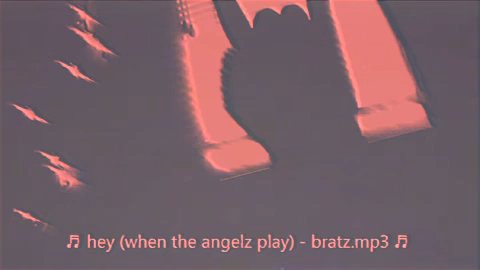 ♬ hey (when the angelz play) - bratz.mp3 ♬